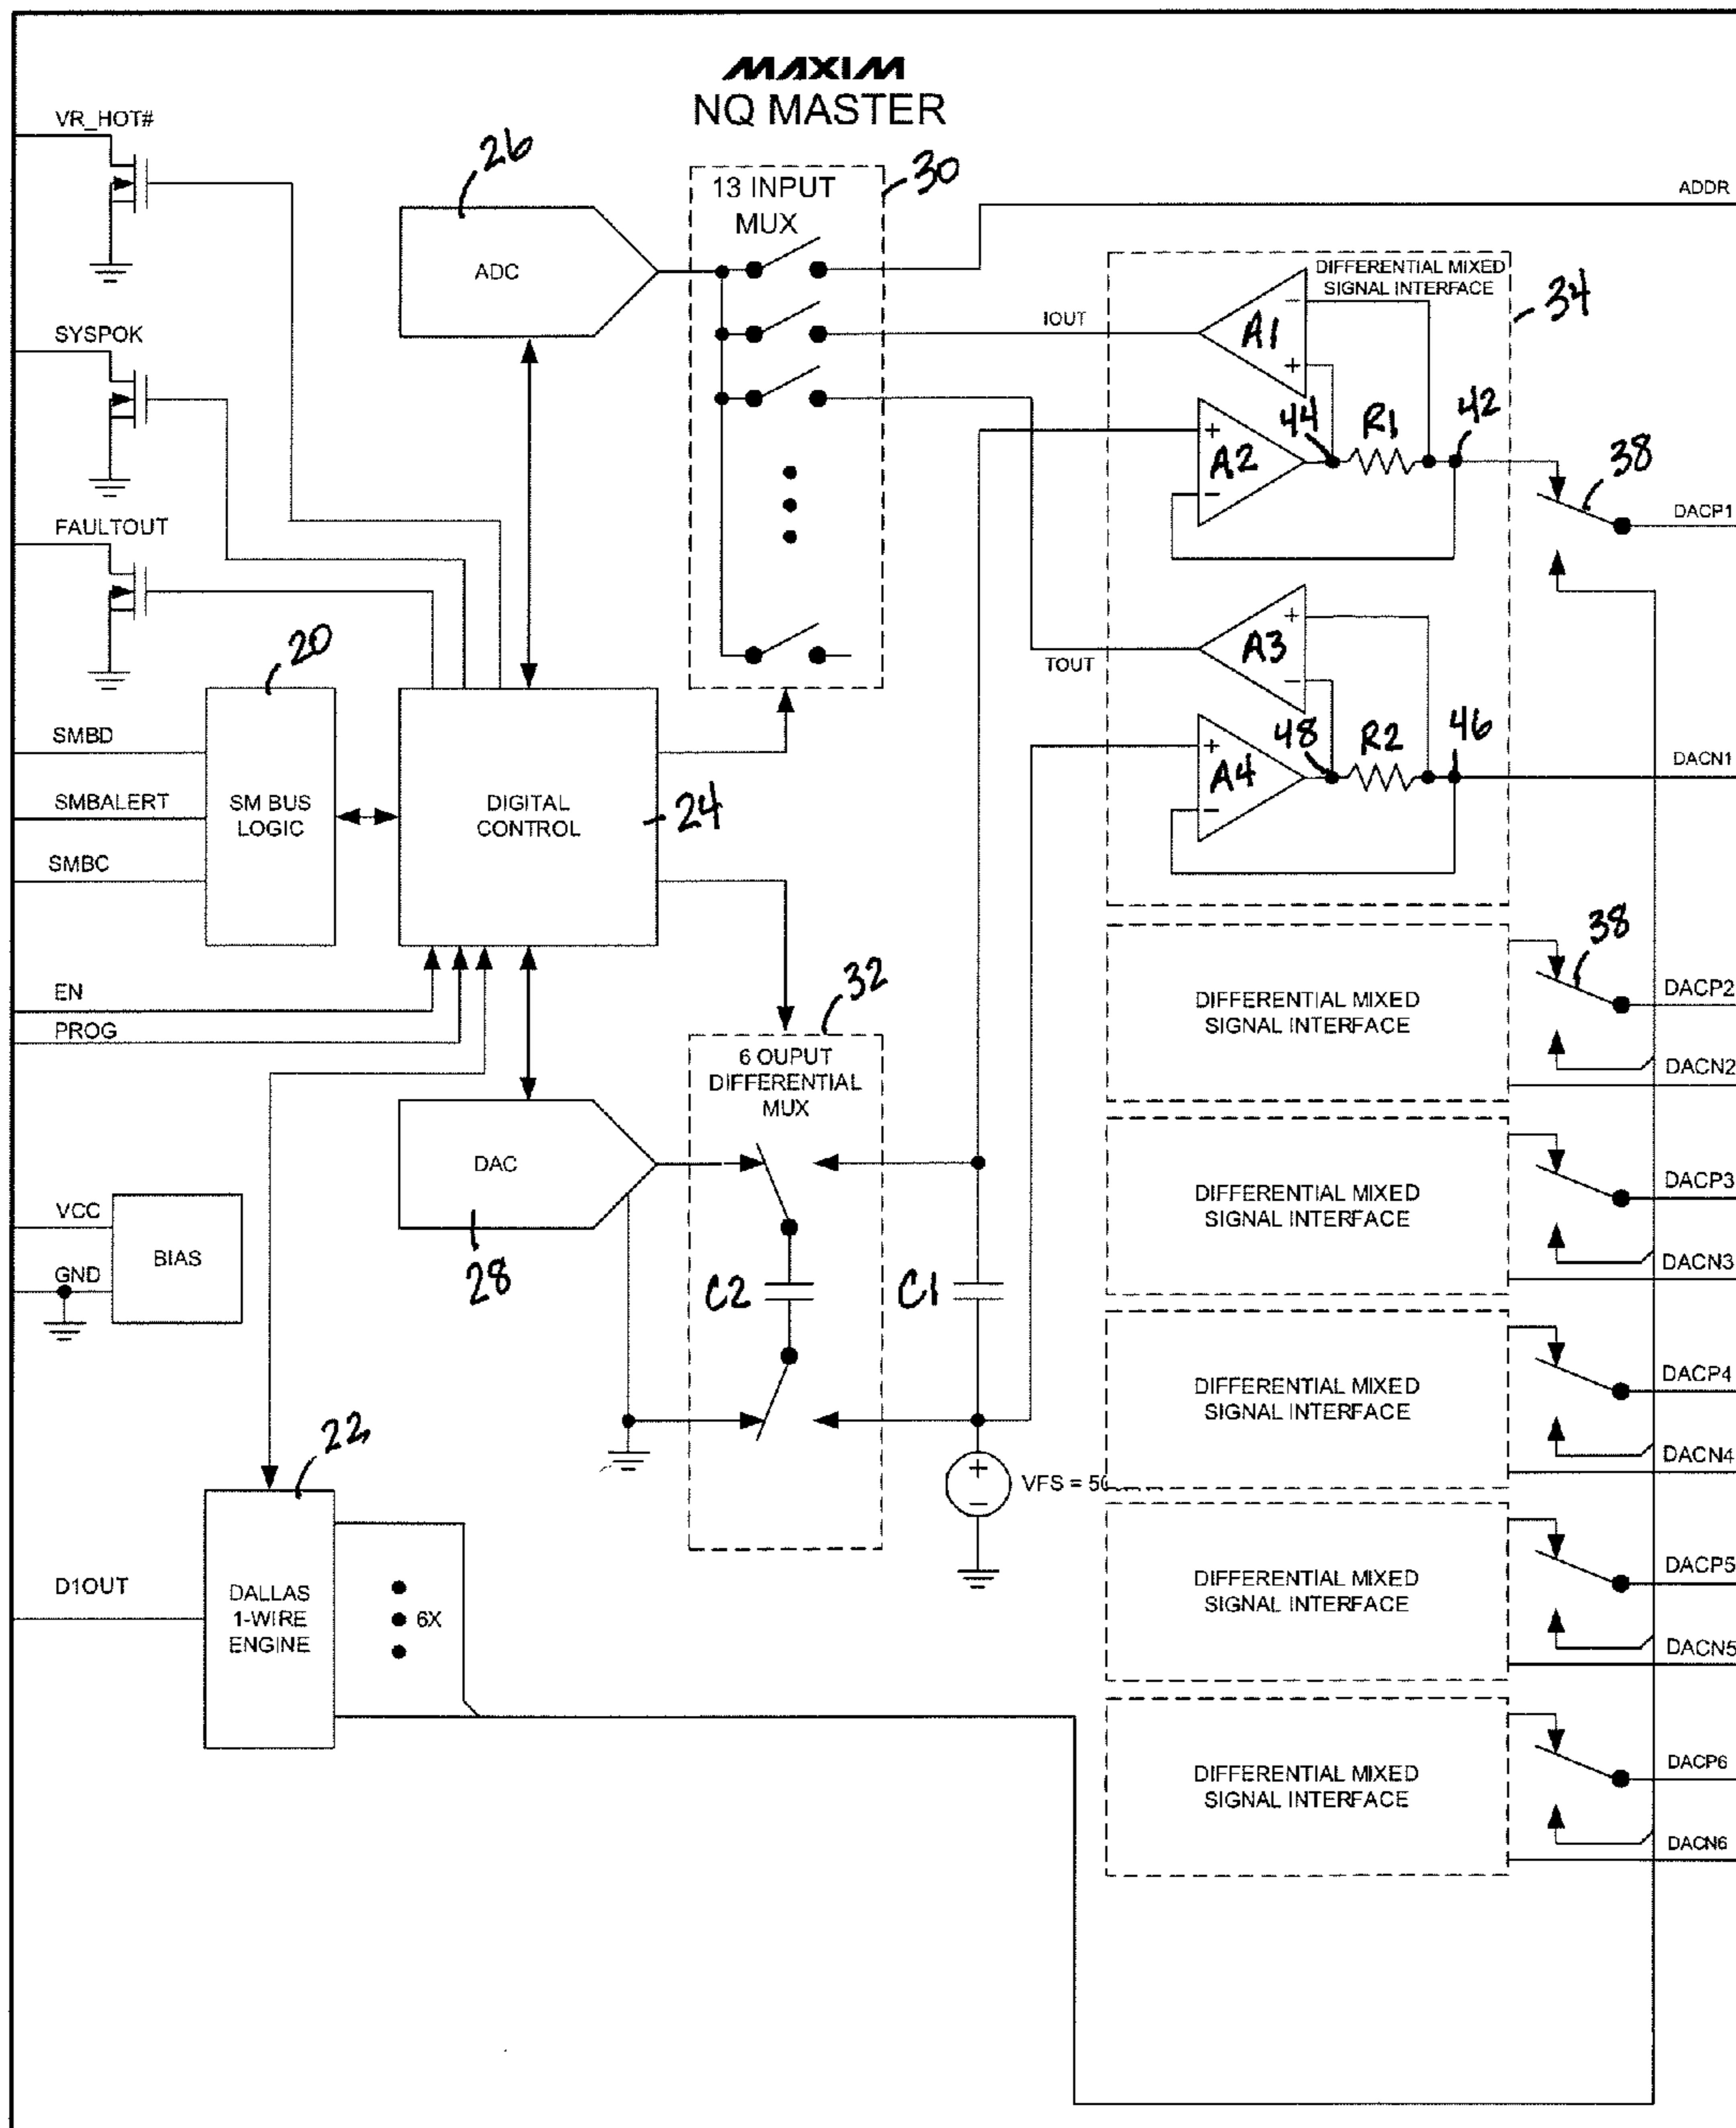 MAXIM
NQ MASTER
VR_HOT#
26
13 INPUT
MUX
30
ADDR
ADC
DIFFERENTIAL MIXED
SIGNAL INTERFACE
34
SYSPOK
IOUT
A1
−
+
44
R1
42
+
A2
−
38
DACP1
FAULTOUT
20
A3
+
−
TOUT
48
R2
46
+
A4
−
DACN1
SMBD
SMBALERT
SMBC
SM BUS
LOGIC
DIGITAL
CONTROL
24
38
EN
PROG
32
DIFFERENTIAL MIXED
SIGNAL INTERFACE
DACP2
DACN2
6 OUPUT
DIFFERENTIAL
MUX
DAC
28
DIFFERENTIAL MIXED
SIGNAL INTERFACE
DACP3
DACN3
VCC
GND
BIAS
C2
C1
DIFFERENTIAL MIXED
SIGNAL INTERFACE
DACP4
DACN4
22
+
−
VFS =
D1OUT
DALLAS
1-WIRE
ENGINE
6X
DIFFERENTIAL MIXED
SIGNAL INTERFACE
DACP5
DACN5
DIFFERENTIAL MIXED
SIGNAL INTERFACE
DACP6
DACN6